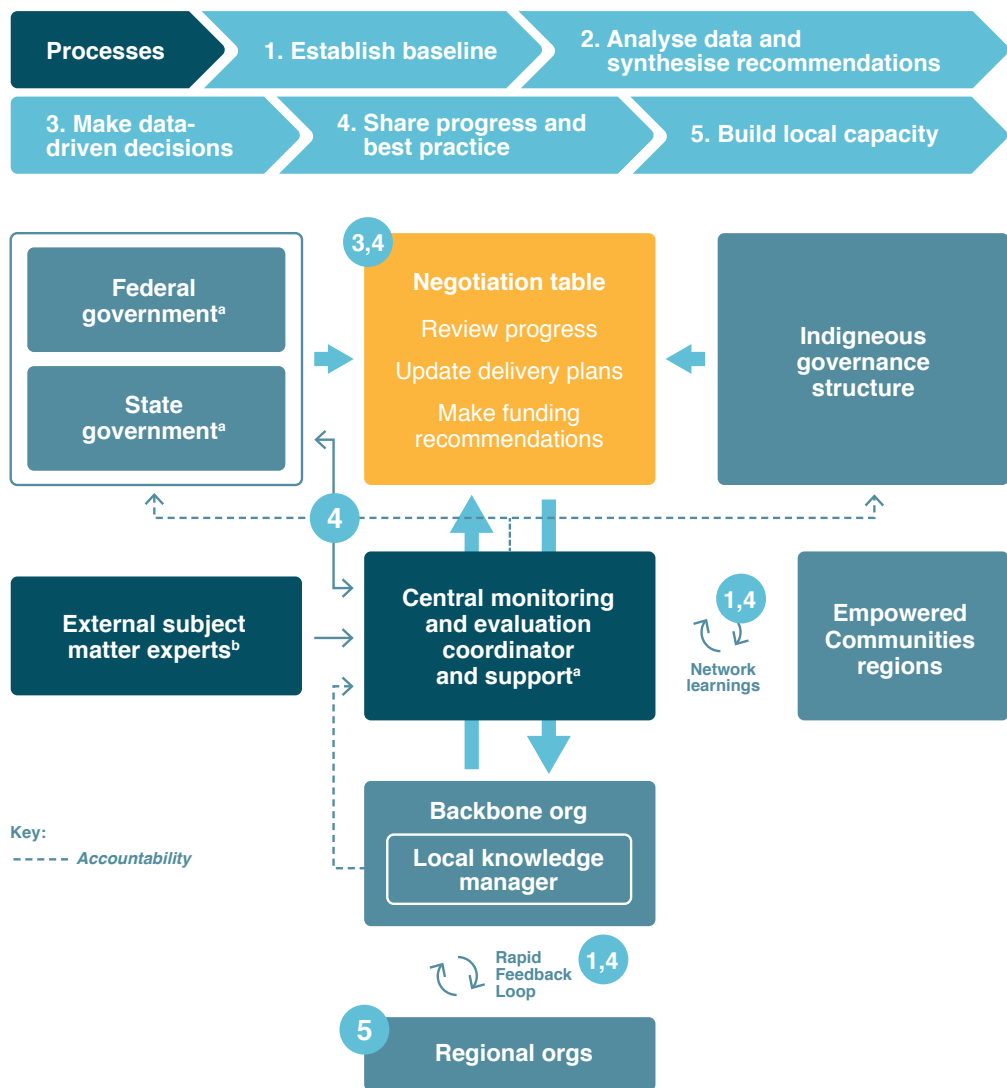 Processes
1. Establish baseline
2. Analyse data and
synthesise recommendations
3. Make data-
driven decisions
4. Share progress and
best practice
5. Build local capacity
Federal
governmentᵃ
State
governmentᵃ
3,4
Negotiation table
Review progress
Update delivery plans
Make funding
recommendations
Indigneous
governance
structure
4
External subject
matter expertsᵇ
Central monitoring
and evaluation
coordinator
and supportᵃ
1,4
Network
learnings
Empowered
Communities
regions
Backbone org
Local knowledge
manager
Key:
Accountability
Rapid
Feedback
Loop
1,4
5
Regional orgs